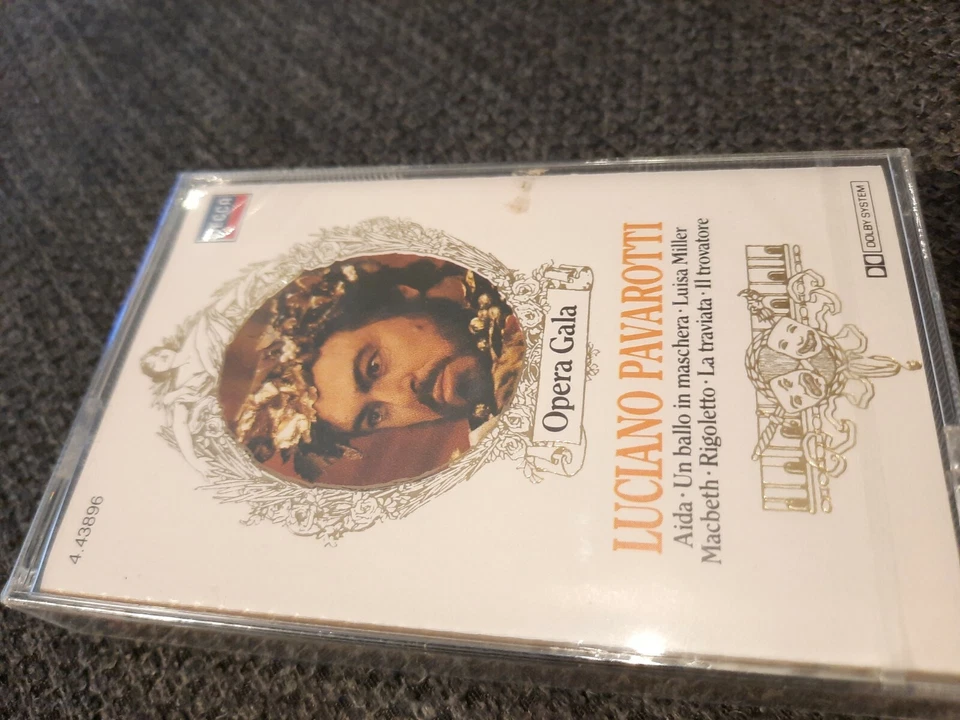 4.43896
DECCA
Opera Gala
LUCIANO PAVAROTTI
Aida · Un ballo in maschera · Luisa Miller
Macbeth · Rigoletto · La traviata · Il trovatore
DOLBY SYSTEM